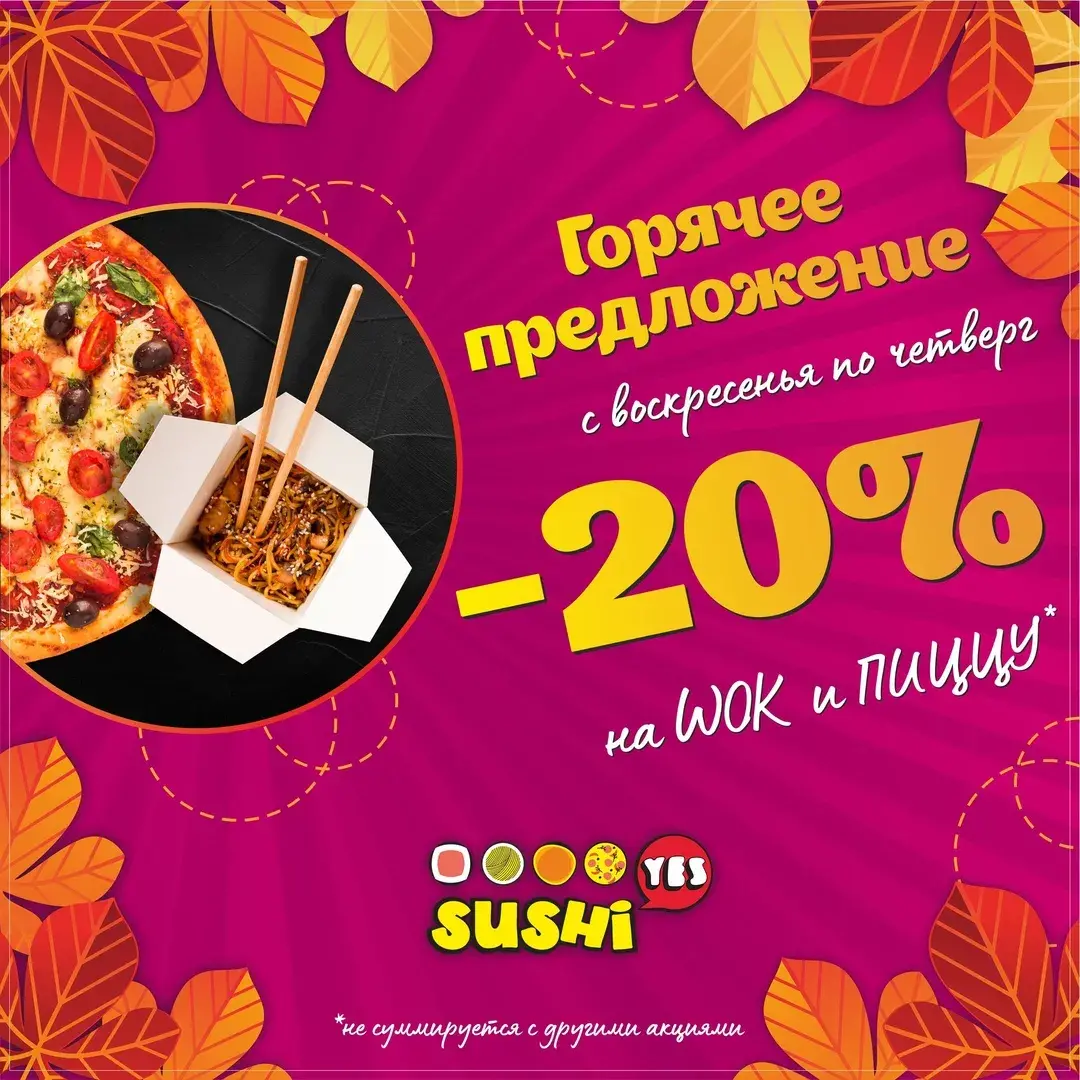 Горячее
предложение
с воскресенья по четверг
-20%
на WOK и ПИЦЦУ*
YES
SUSHi
*не суммируется с другими акциями